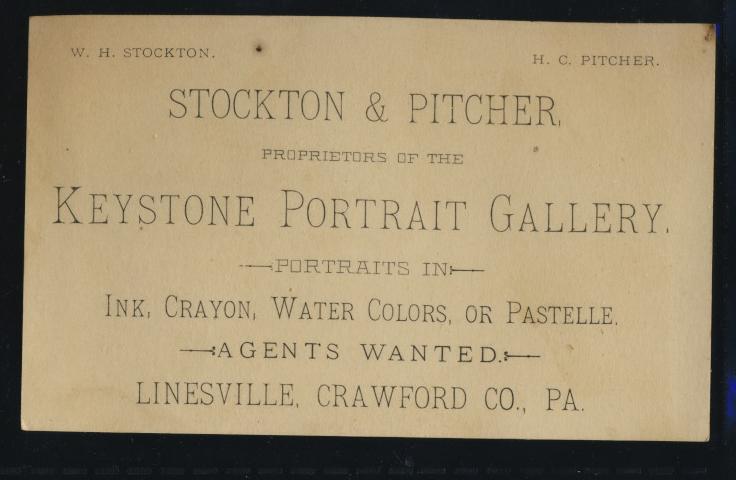 W. H. STOCKTON.
H. C. PITCHER.
STOCKTON & PITCHER,
PROPRIETORS OF THE
KEYSTONE PORTRAIT GALLERY.
PORTRAITS IN
INK, CRAYON, WATER COLORS, OR PASTELLE.
AGENTS WANTED.
LINESVILLE, CRAWFORD CO., PA.